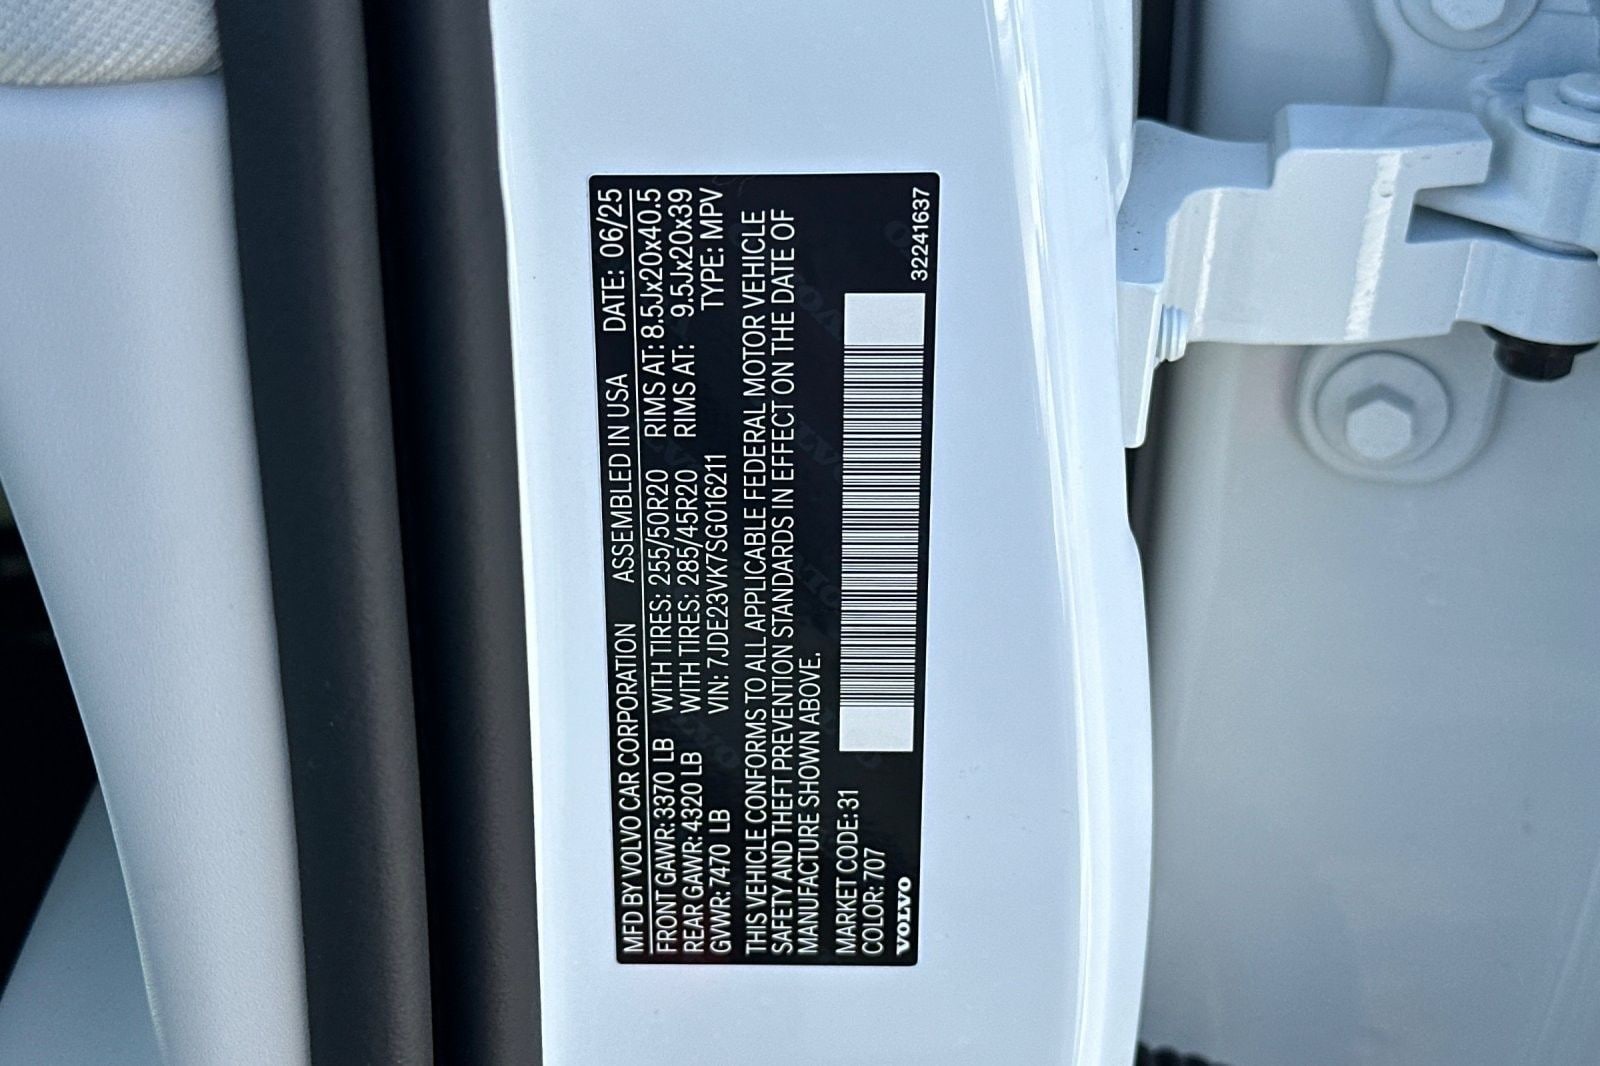 MFD BY VOLVO CAR CORPORATION ASSEMBLED IN USA DATE: 06/25
FRONT GAWR: 3370 LB WITH TIRES: 255/50R20 RIMS AT: 8.5Jx20x40.5
REAR GAWR: 4320 LB WITH TIRES: 285/45R20 RIMS AT: 9.5Jx20x39
GVWR: 7470 LB VIN: 7JDE23VK7SG016211 TYPE: MPV
THIS VEHICLE CONFORMS TO ALL APPLICABLE FEDERAL MOTOR VEHICLE
SAFETY AND THEFT PREVENTION STANDARDS IN EFFECT ON THE DATE OF
MANUFACTURE SHOWN ABOVE.
MARKET CODE: 31
COLOR: 707
VOLVO
32241637